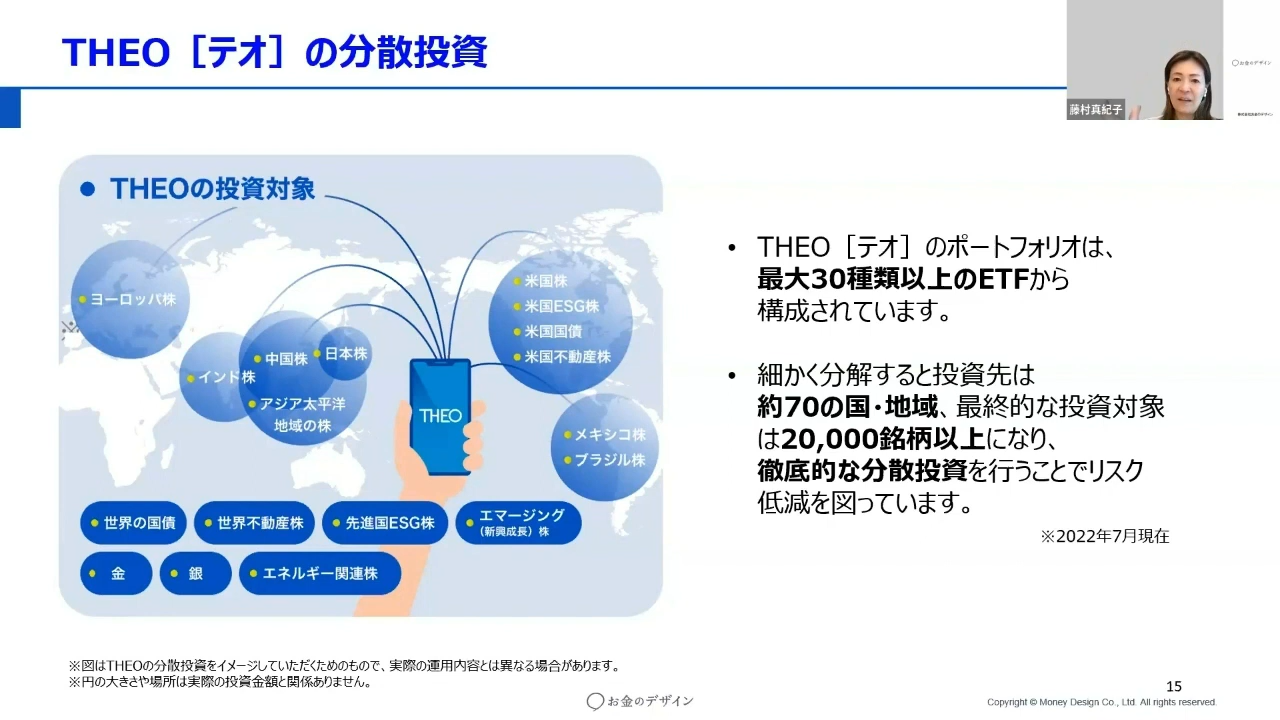 THEO［テオ］の分散投資
藤村真紀子
お金のデザイン
● THEOの投資対象
● ヨーロッパ株
● インド株
● 中国株
● 日本株
● アジア太平洋
地域の株
● 米国株
● 米国ESG株
● 米国国債
● 米国不動産株
● メキシコ株
● ブラジル株
THEO
● 世界の国債
● 世界不動産株
● 先進国ESG株
● エマージング
（新興成長）株
● 金
● 銀
● エネルギー関連株
• THEO［テオ］のポートフォリオは、
最大30種類以上のETFから
構成されています。
• 細かく分解すると投資先は
約70の国・地域、最終的な投資対象
は20,000銘柄以上になり、
徹底的な分散投資を行うことでリスク
低減を図っています。
※2022年7月現在
※図はTHEOの分散投資をイメージしていただくためのもので、実際の運用内容とは異なる場合があります。
※円の大きさや場所は実際の投資金額と関係ありません。
お金のデザイン
15
Copyright © Money Design Co., Ltd. All rights reserved.